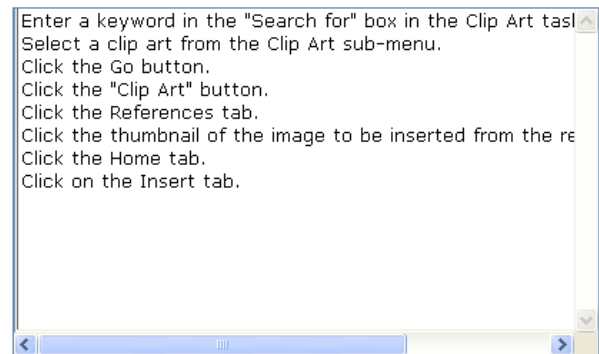 Enter a keyword in the "Search for" box in the Clip Art
Select a clip art from the Clip Art sub-menu.
Click the Go button.
Click the "Clip Art" button.
Click the References tab.
Click the thumbnail of the image to be inserted from the
Click the Home tab.
Click on the Insert tab.